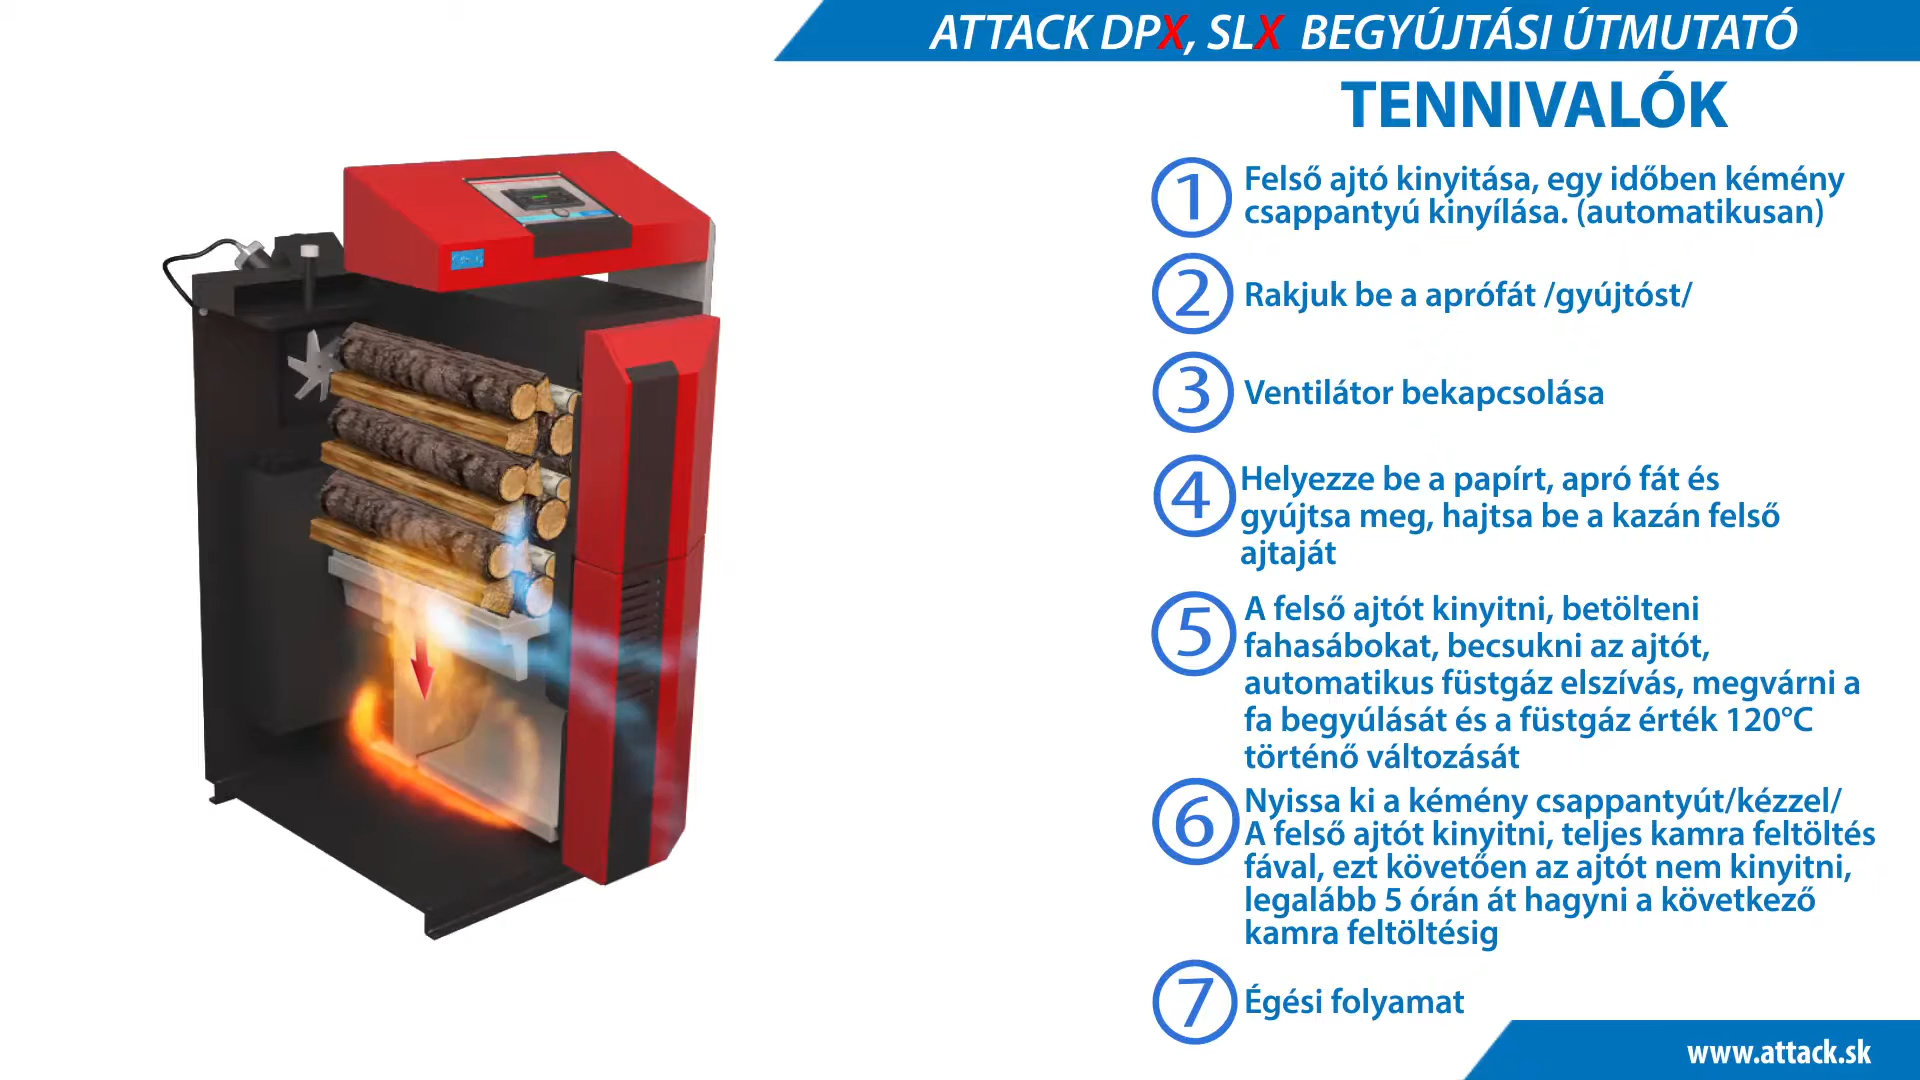 ATTACK DPX, SLX BEGYÚJTÁSI ÚTMUTATÓ
TENNIVALÓK
1 Felső ajtó kinyitása, egy időben kémény
csappantyú kinyílása. (automatikusan)
2 Rakjuk be a aprófát /gyújtóst/
3 Ventilátor bekapcsolása
4 Helyezze be a papírt, apró fát és
gyújtsa meg, hajtsa be a kazán felső
ajtaját
5 A felső ajtót kinyitni, betölteni
fahasábokat, becsukni az ajtót,
automatikus füstgáz elszívás, megvárni a
fa begyúlását és a füstgáz érték 120°C
történő változását
6 Nyissa ki a kémény csappantyút/kézzel/
A felső ajtót kinyitni, teljes kamra feltöltés
fával, ezt követően az ajtót nem kinyitni,
legalább 5 órán át hagyni a következő
kamra feltöltésig
7 Égési folyamat
www.attack.sk